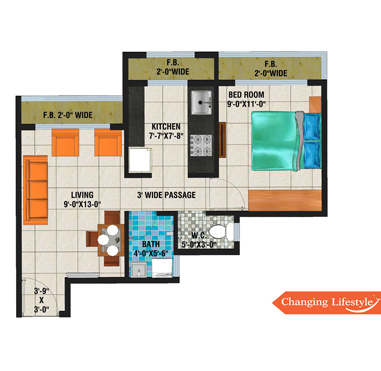 F.B.
2'-0"WIDE
F.B.
2'-0"WIDE
BED ROOM
9'-0"X11'-0"
F.B. 2'-0" WIDE
KITCHEN
7'-7"X7'-8"
LIVING
9'-0"X13'-0"
3' WIDE PASSAGE
W.C.
5'-0"X3'-0"
BATH
4'-0"X5'-6"
3'-9"
X
3'-0"
Changing Lifestyle